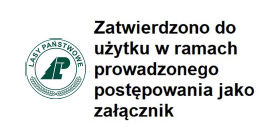 LASY PAŃSTWOWE
Zatwierdzono do
użytku w ramach
prowadzonego
postępowania jako
załącznik